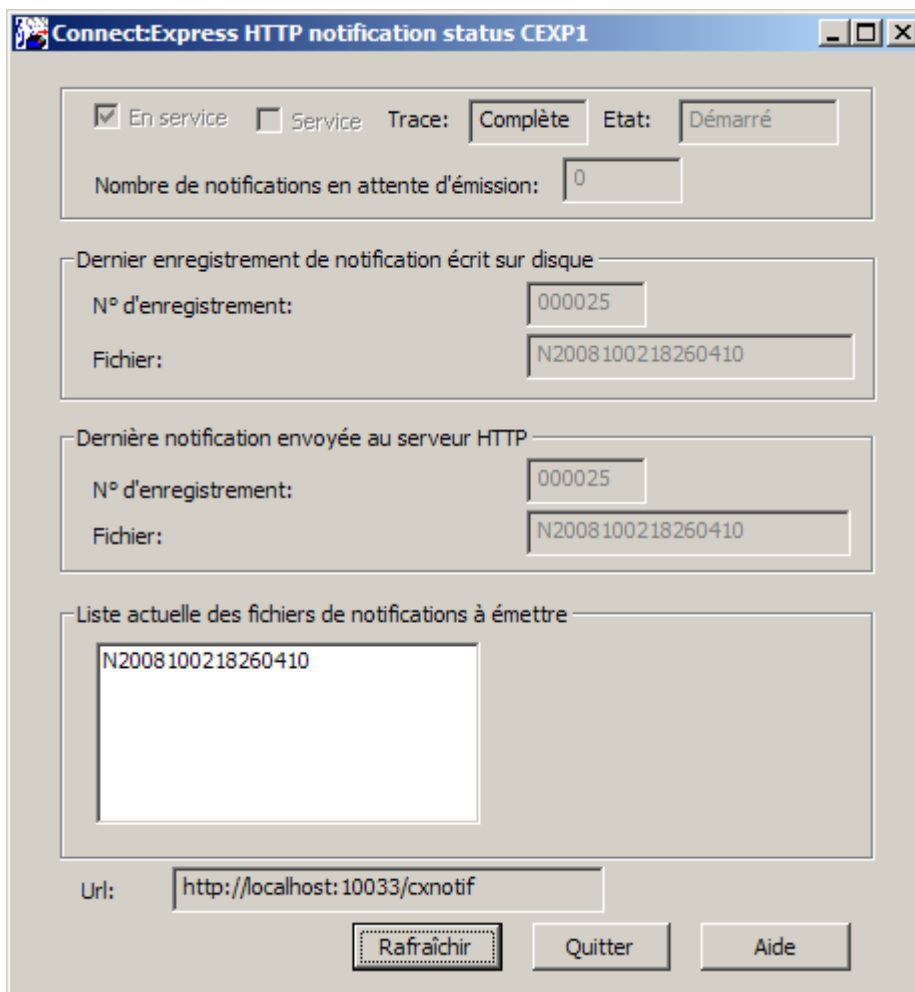 Connect:Express HTTP notification status CEXP1
En service Service Trace: Complète Etat: Démarré
Nombre de notifications en attente d'émission: 0
Dernier enregistrement de notification écrit sur disque
N° d'enregistrement: 000025
Fichier: N2008100218260410
Dernière notification envoyée au serveur HTTP
N° d'enregistrement: 000025
Fichier: N2008100218260410
Liste actuelle des fichiers de notifications à émettre
N2008100218260410
Url: http://localhost:10033/cxnotif
Rafraîchir Quitter Aide